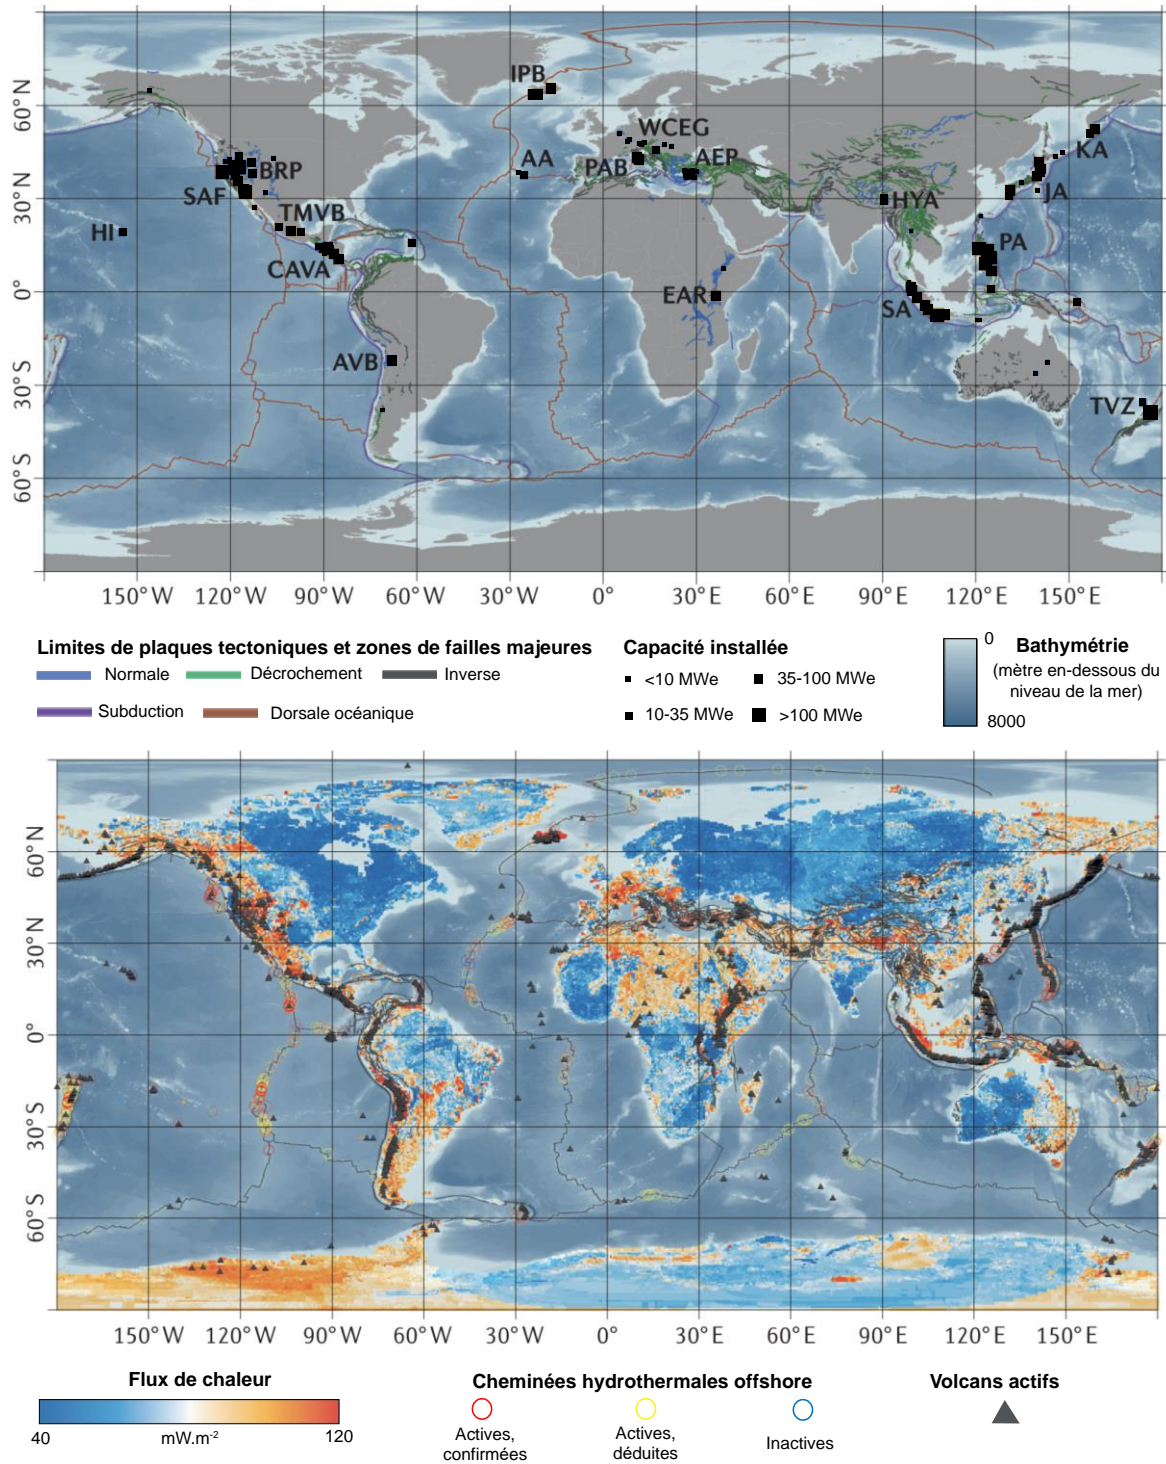 IPB
60° N
WCEG
KA
AA
PAB
AEP
BRP
SAF
30° N
HYA
JA
TMVB
HI
PA
CAVA
0°
EAR
SA
AVB
30° S
TVZ
60° S
150° W 120° W 90° W 60° W 30° W 0° 30° E 60° E 90° E 120° E 150° E
Limites de plaques tectoniques et zones de failles majeures
Normale Décrochement Inverse
Subduction Dorsale océanique
Capacité installée
<10 MWe 35-100 MWe
10-35 MWe >100 MWe
0 Bathymétrie
(mètre en-dessous du
niveau de la mer)
8000
60° N
30° N
0°
30° S
60° S
150° W 120° W 90° W 60° W 30° W 0° 30° E 60° E 90° E 120° E 150° E
Flux de chaleur
40 mW.m-2 120
Cheminées hydrothermales offshore
Actives,
confirmées
Actives,
déduites
Inactives
Volcans actifs